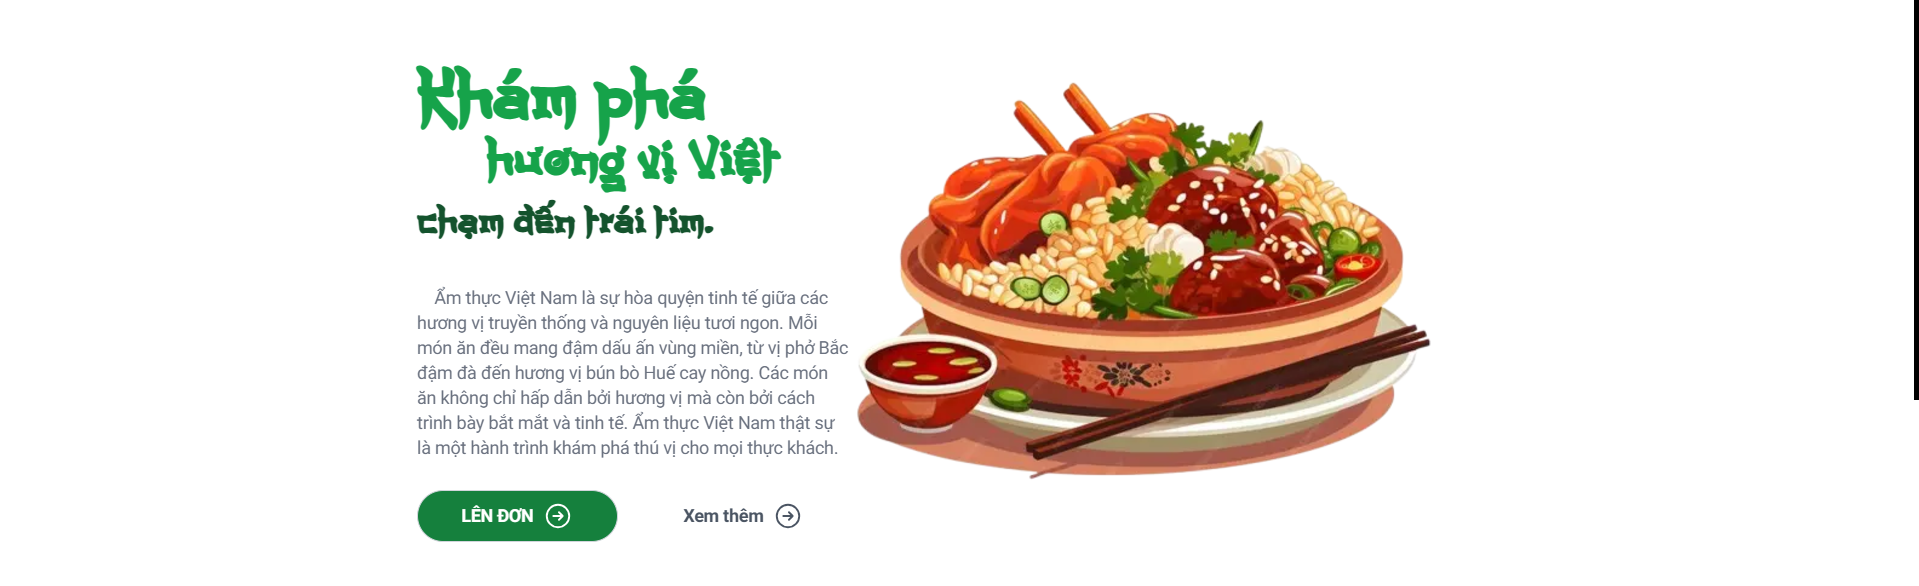 Khám phá
hương vị Việt
chạm đến trái tim.
Ẩm thực Việt Nam là sự hòa quyện tinh tế giữa các
hương vị truyền thống và nguyên liệu tươi ngon. Mỗi
món ăn đều mang đậm dấu ấn vùng miền, từ vị phở Bắc
đậm đà đến hương vị bún bò Huế cay nồng. Các món
ăn không chỉ hấp dẫn bởi hương vị mà còn bởi cách
trình bày bắt mắt và tinh tế. Ẩm thực Việt Nam thật sự
là một hành trình khám phá thú vị cho mọi thực khách.
LÊN ĐƠN
Xem thêm